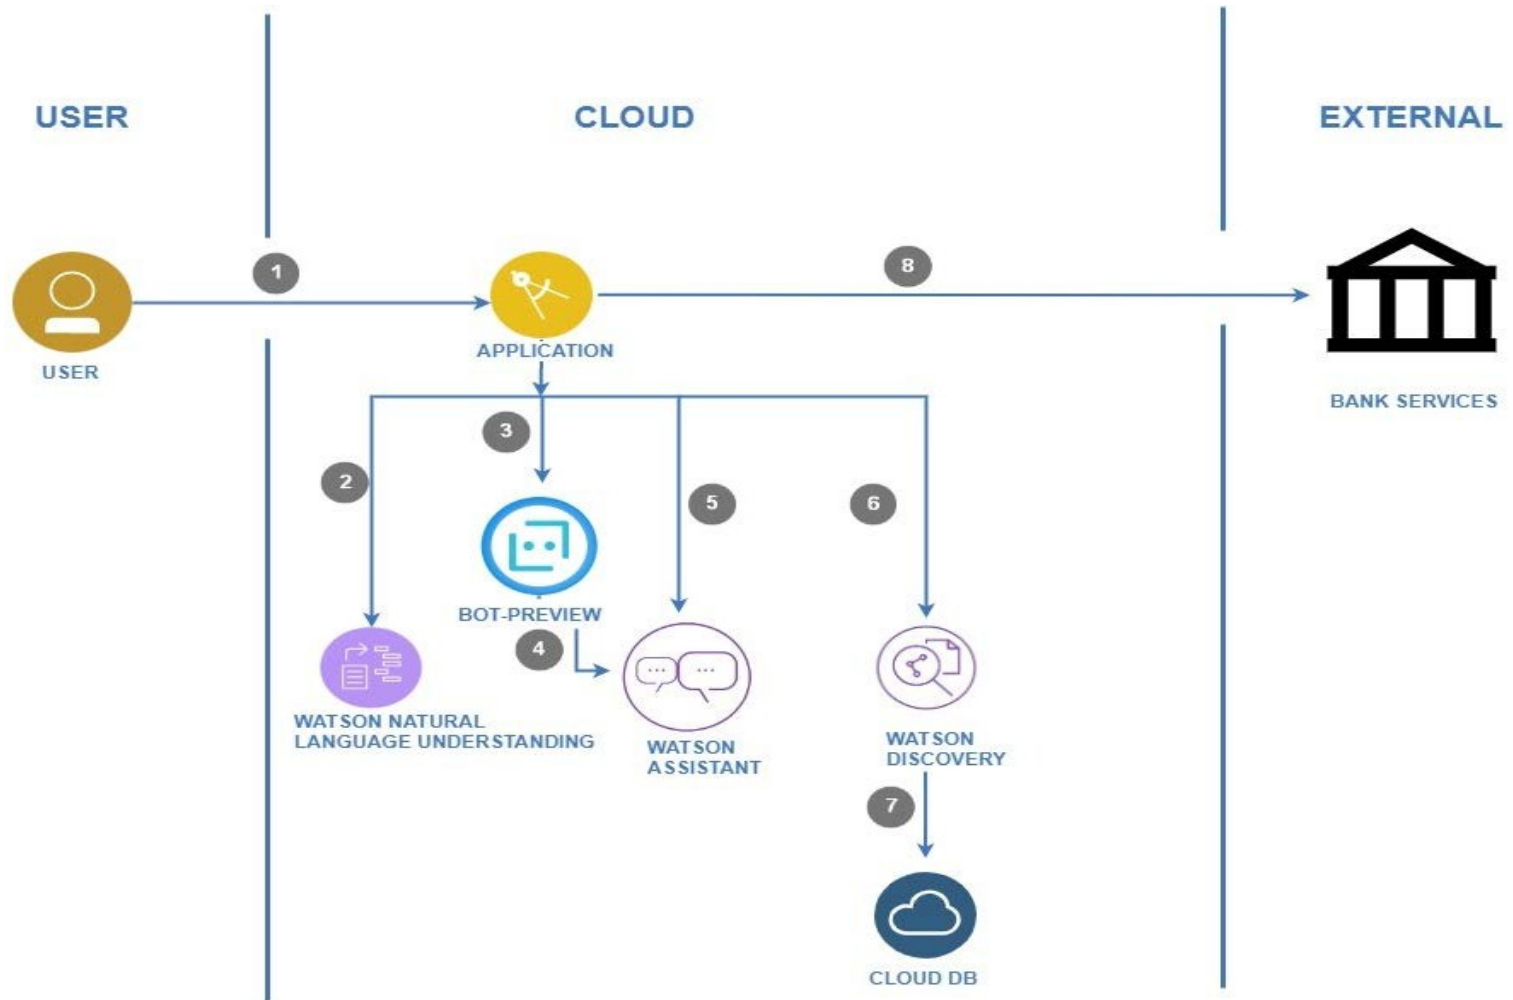 USER
CLOUD
EXTERNAL
1
8
APPLICATION
USER
BANK SERVICES
3
2
5
6
BOT-PREVIEW
4
WATSON NATURAL
LANGUAGE UNDERSTANDING
WATSON
ASSISTANT
WATSON
DISCOVERY
7
CLOUD DB